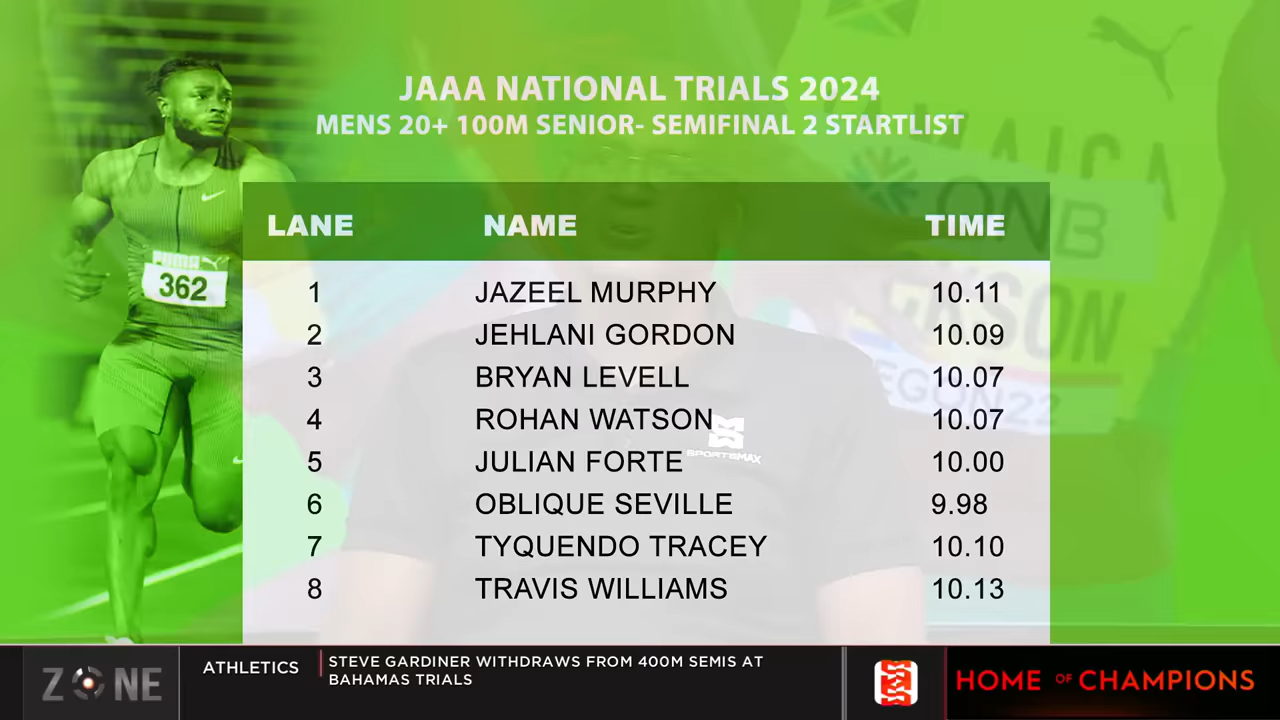 JAAA NATIONAL TRIALS 2024
MENS 20+ 100M SENIOR- SEMIFINAL 2 STARTLIST
LANE NAME TIME
1 JAZEEL MURPHY 10.11
2 JEHLANI GORDON 10.09
3 BRYAN LEVELL 10.07
4 ROHAN WATSON 10.07
5 JULIAN FORTE 10.00
6 OBLIQUE SEVILLE 9.98
7 TYQUENDO TRACEY 10.10
8 TRAVIS WILLIAMS 10.13
PUMA
362
SPORTSMAX
QNB
EGON22
ZONE
ATHLETICS
STEVE GARDINER WITHDRAWS FROM 400M SEMIS AT
BAHAMAS TRIALS
HOME OF CHAMPIONS